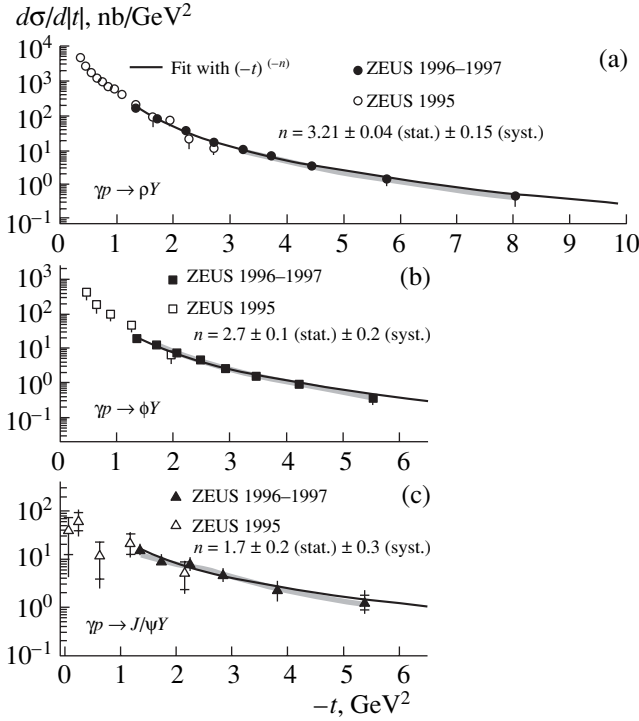 dσ/d|t|, nb/GeV²
10⁵
10⁴
10³
10²
10¹
10⁰
10⁻¹
(a)
Fit with (–t)⁽⁻ⁿ⁾
ZEUS 1996–1997
ZEUS 1995
n = 3.21 ± 0.04 (stat.) ± 0.15 (syst.)
γp → ρY
0 1 2 3 4 5 6 7 8 9 10
10³
10²
10¹
10⁰
10⁻¹
(b)
ZEUS 1996–1997
ZEUS 1995
n = 2.7 ± 0.1 (stat.) ± 0.2 (syst.)
γp → ϕY
0 1 2 3 4 5 6
10²
10¹
10⁰
10⁻¹
(c)
ZEUS 1996–1997
ZEUS 1995
n = 1.7 ± 0.2 (stat.) ± 0.3 (syst.)
γp → J/ψY
0 1 2 3 4 5 6
–t, GeV²